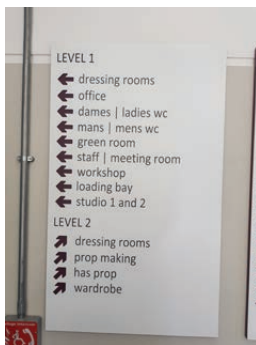 LEVEL 1
dressing rooms
office
dames | ladies wc
mans | mens wc
green room
staff | meeting room
workshop
loading bay
studio 1 and 2
LEVEL 2
dressing rooms
prop making
has prop
wardrobe